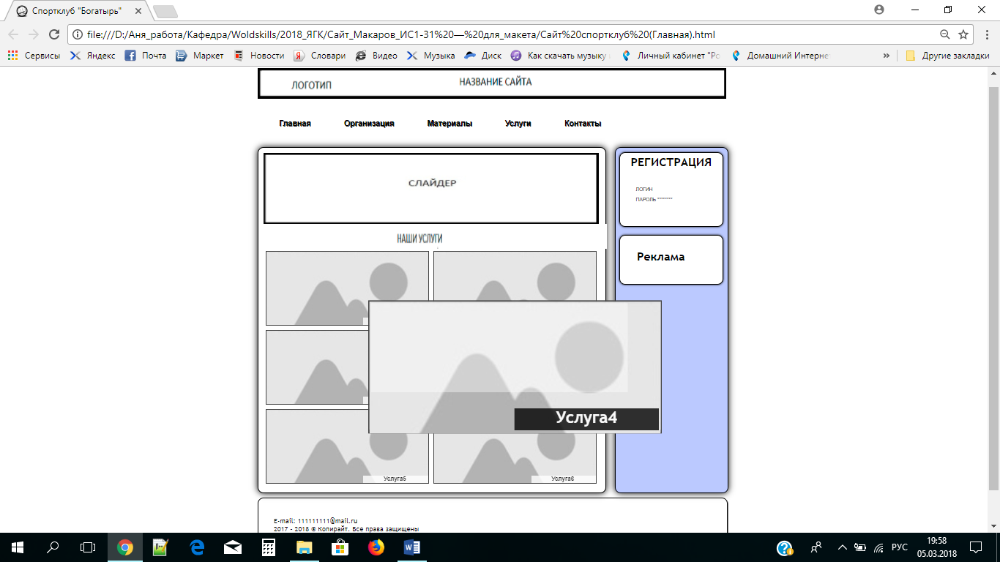 Спортклуб "Богатырь"
file:///D:/Аня_работа/Кафедра/Woldskills/2018_ЯГК/Сайт_Макаров_ИС1-31%20—%20для_макета/Сайт%20спортклуб%20(Главная).html
Сервисы Яндекс Почта Маркет Новости Словари Видео Музыка Диск Как скачать музыку Личный кабинет "Ро Домашний Интерне » Другие закладки
ЛОГОТИП
НАЗВАНИЕ САЙТА
Главная Организация Материалы Услуги Контакты
СЛАЙДЕР
РЕГИСТРАЦИЯ
ЛОГИН
ПАРОЛЬ ********
Реклама
НАШИ УСЛУГИ
Услуга4
Услуга5
Услуга6
E-mail: 111111111@mail.ru
2017 - 2018 © Копирайт. Все права защищены
РУС
19:58
05.03.2018